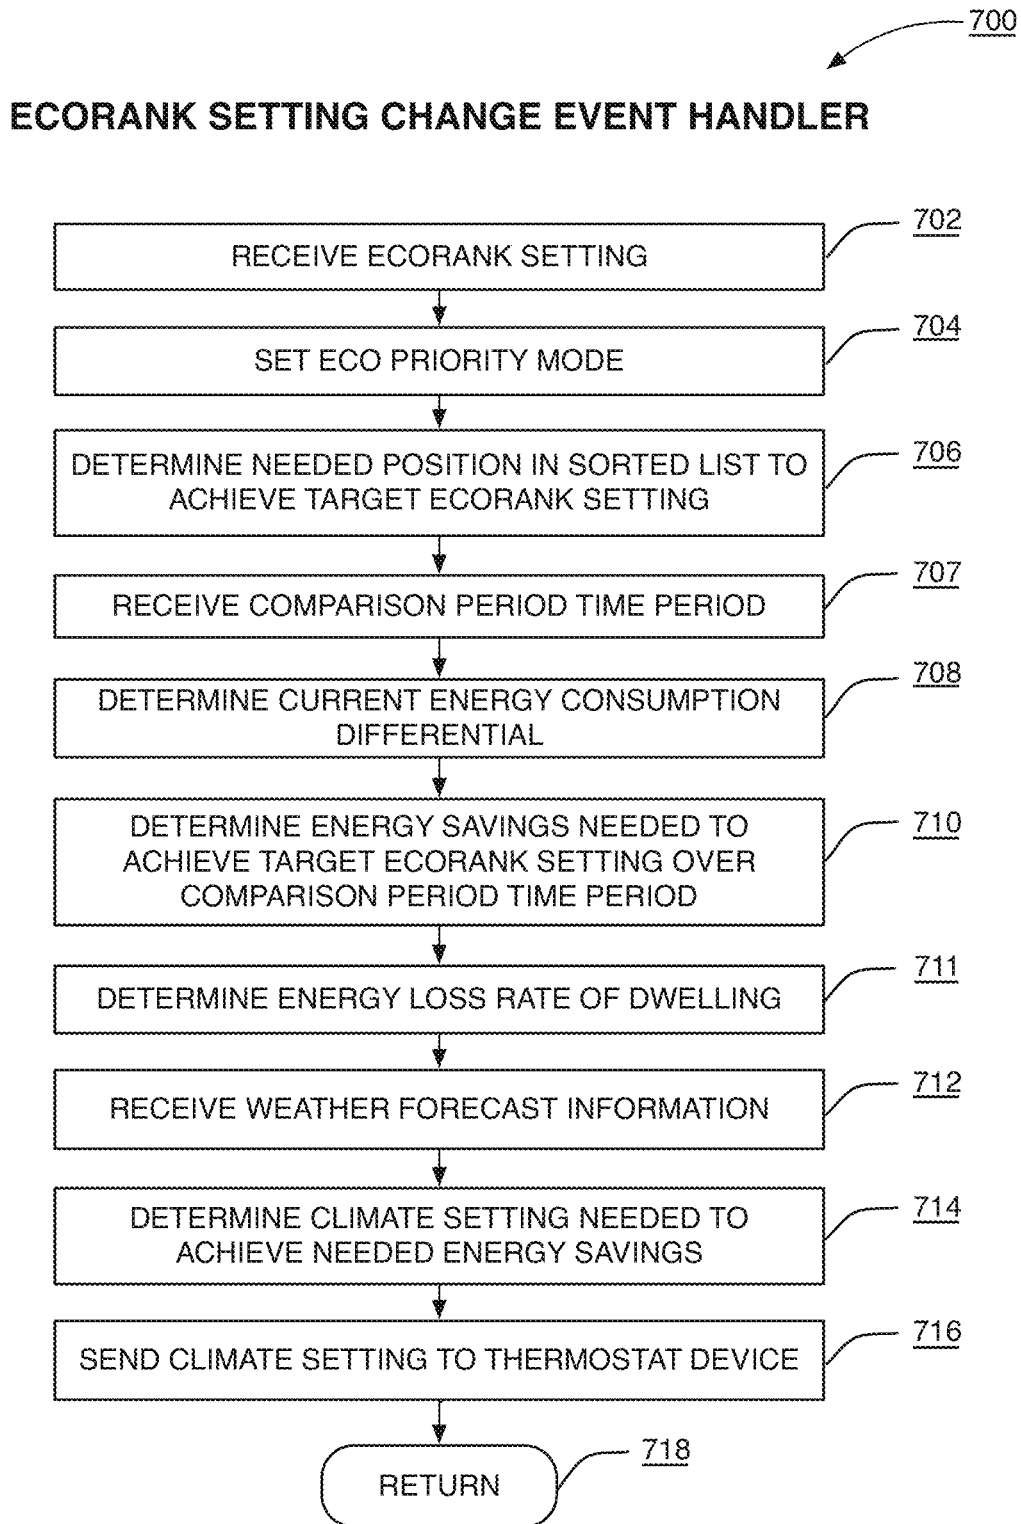 700
ECORANK SETTING CHANGE EVENT HANDLER
702
RECEIVE ECORANK SETTING
704
SET ECO PRIORITY MODE
706
DETERMINE NEEDED POSITION IN SORTED LIST TO
ACHIEVE TARGET ECORANK SETTING
707
RECEIVE COMPARISON PERIOD TIME PERIOD
708
DETERMINE CURRENT ENERGY CONSUMPTION
DIFFERENTIAL
710
DETERMINE ENERGY SAVINGS NEEDED TO
ACHIEVE TARGET ECORANK SETTING OVER
COMPARISON PERIOD TIME PERIOD
711
DETERMINE ENERGY LOSS RATE OF DWELLING
712
RECEIVE WEATHER FORECAST INFORMATION
714
DETERMINE CLIMATE SETTING NEEDED TO
ACHIEVE NEEDED ENERGY SAVINGS
716
SEND CLIMATE SETTING TO THERMOSTAT DEVICE
718
RETURN